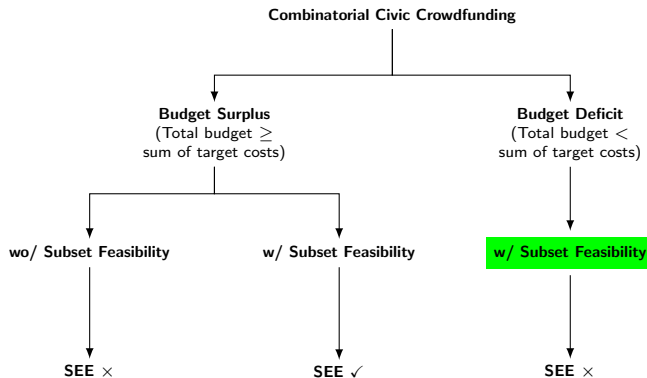 Combinatorial Civic Crowdfunding
Budget Surplus
(Total budget ≥
sum of target costs)
Budget Deficit
(Total budget <
sum of target costs)
wo/ Subset Feasibility
w/ Subset Feasibility
w/ Subset Feasibility
SEE ×
SEE ✓
SEE ×